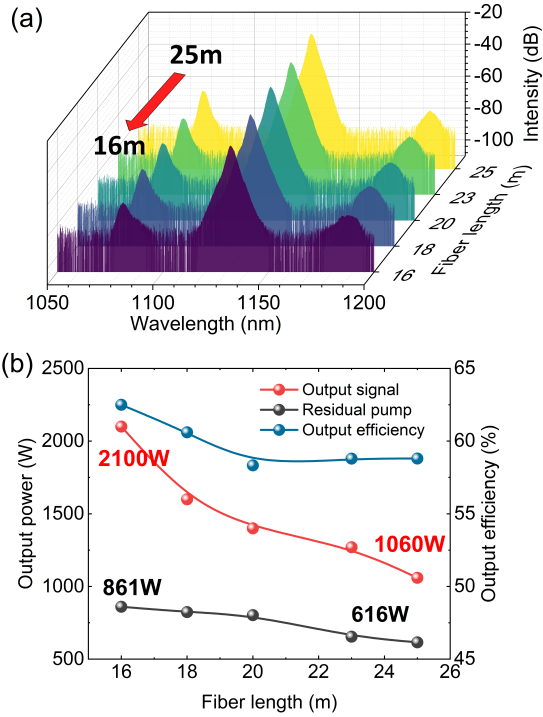 (a)
-20
-40
-60
-80
-100
Intensity (dB)
25m
16m
25
23
20
18
16
Fiber length (m)
1050
1100
1150
1200
Wavelength (nm)
(b)
2500
2000
1500
1000
500
Output power (W)
65
60
55
50
45
Output efficiency (%)
Output signal
Residual pump
Output efficiency
2100W
1060W
861W
616W
14
16
18
20
22
24
26
Fiber length (m)